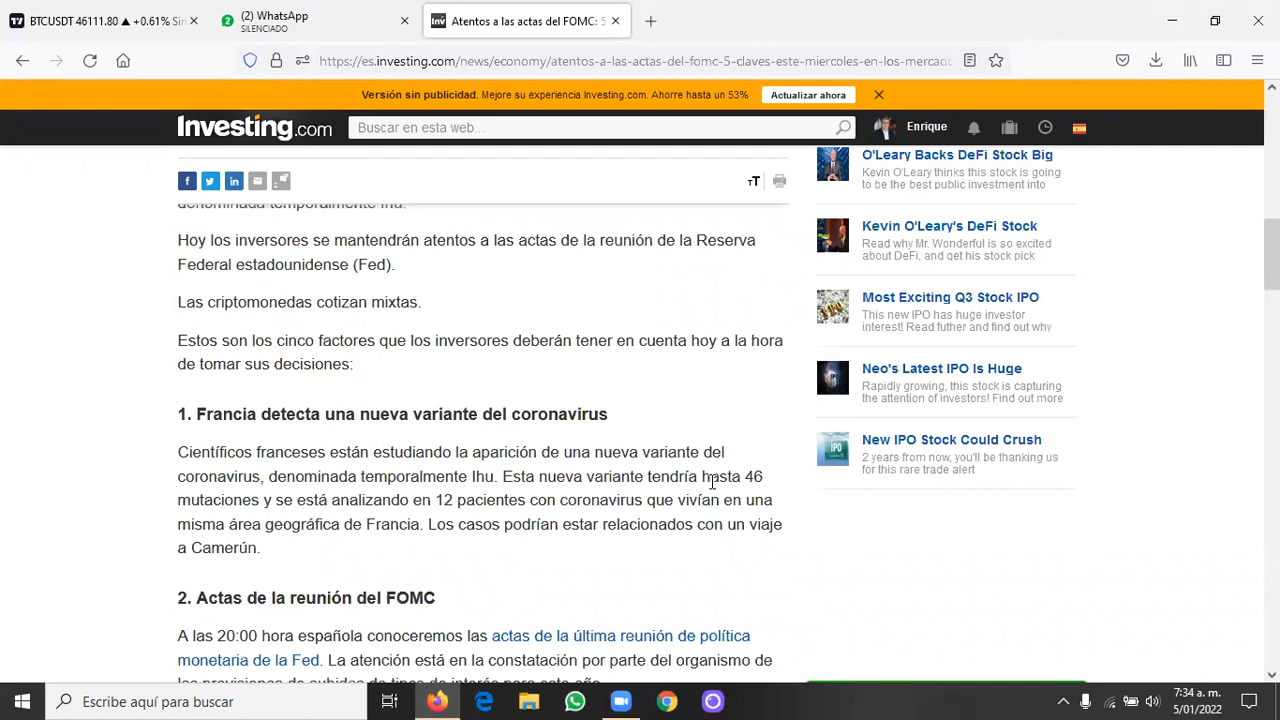 BTCUSDT 46111.80 ▲ +0.61% Sin
(2) WhatsApp
SILENCIADO
Atentos a las actas del FOMC: 5
https://es.investing.com/news/economy/atentos-a-las-actas-del-fomc-5-claves-este-miercoles-en-los-mercado
Versión sin publicidad. Mejore su experiencia Investing.com. Ahorre hasta un 53%
Actualizar ahora
Investing.com
Buscar en esta web...
Enrique
denominada temporalmente Ihu.
Hoy los inversores se mantendrán atentos a las actas de la reunión de la Reserva
Federal estadounidense (Fed).
Las criptomonedas cotizan mixtas.
Estos son los cinco factores que los inversores deberán tener en cuenta hoy a la hora
de tomar sus decisiones:
1. Francia detecta una nueva variante del coronavirus
Científicos franceses están estudiando la aparición de una nueva variante del
coronavirus, denominada temporalmente Ihu. Esta nueva variante tendría hasta 46
mutaciones y se está analizando en 12 pacientes con coronavirus que vivían en una
misma área geográfica de Francia. Los casos podrían estar relacionados con un viaje
a Camerún.
2. Actas de la reunión del FOMC
A las 20:00 hora española conoceremos las actas de la última reunión de política
monetaria de la Fed. La atención está en la constatación por parte del organismo de
las previsiones de subidas de tipos de interés para este año.
O'Leary Backs DeFi Stock Big
Kevin O'Leary thinks this stock is going
to be the best public investment into
Kevin O'Leary's DeFi Stock
Read why Mr. Wonderful is so excited
about DeFi, and get his stock pick
Most Exciting Q3 Stock IPO
This new IPO has huge investor
interest! Read futher and find out why
Neo's Latest IPO Is Huge
Rapidly growing, this stock is capturing
the attention of investors! Find out more
New IPO Stock Could Crush
2 years from now, you'll be thanking us
for this rare trade alert
Escribe aquí para buscar
7:34 a. m.
5/01/2022